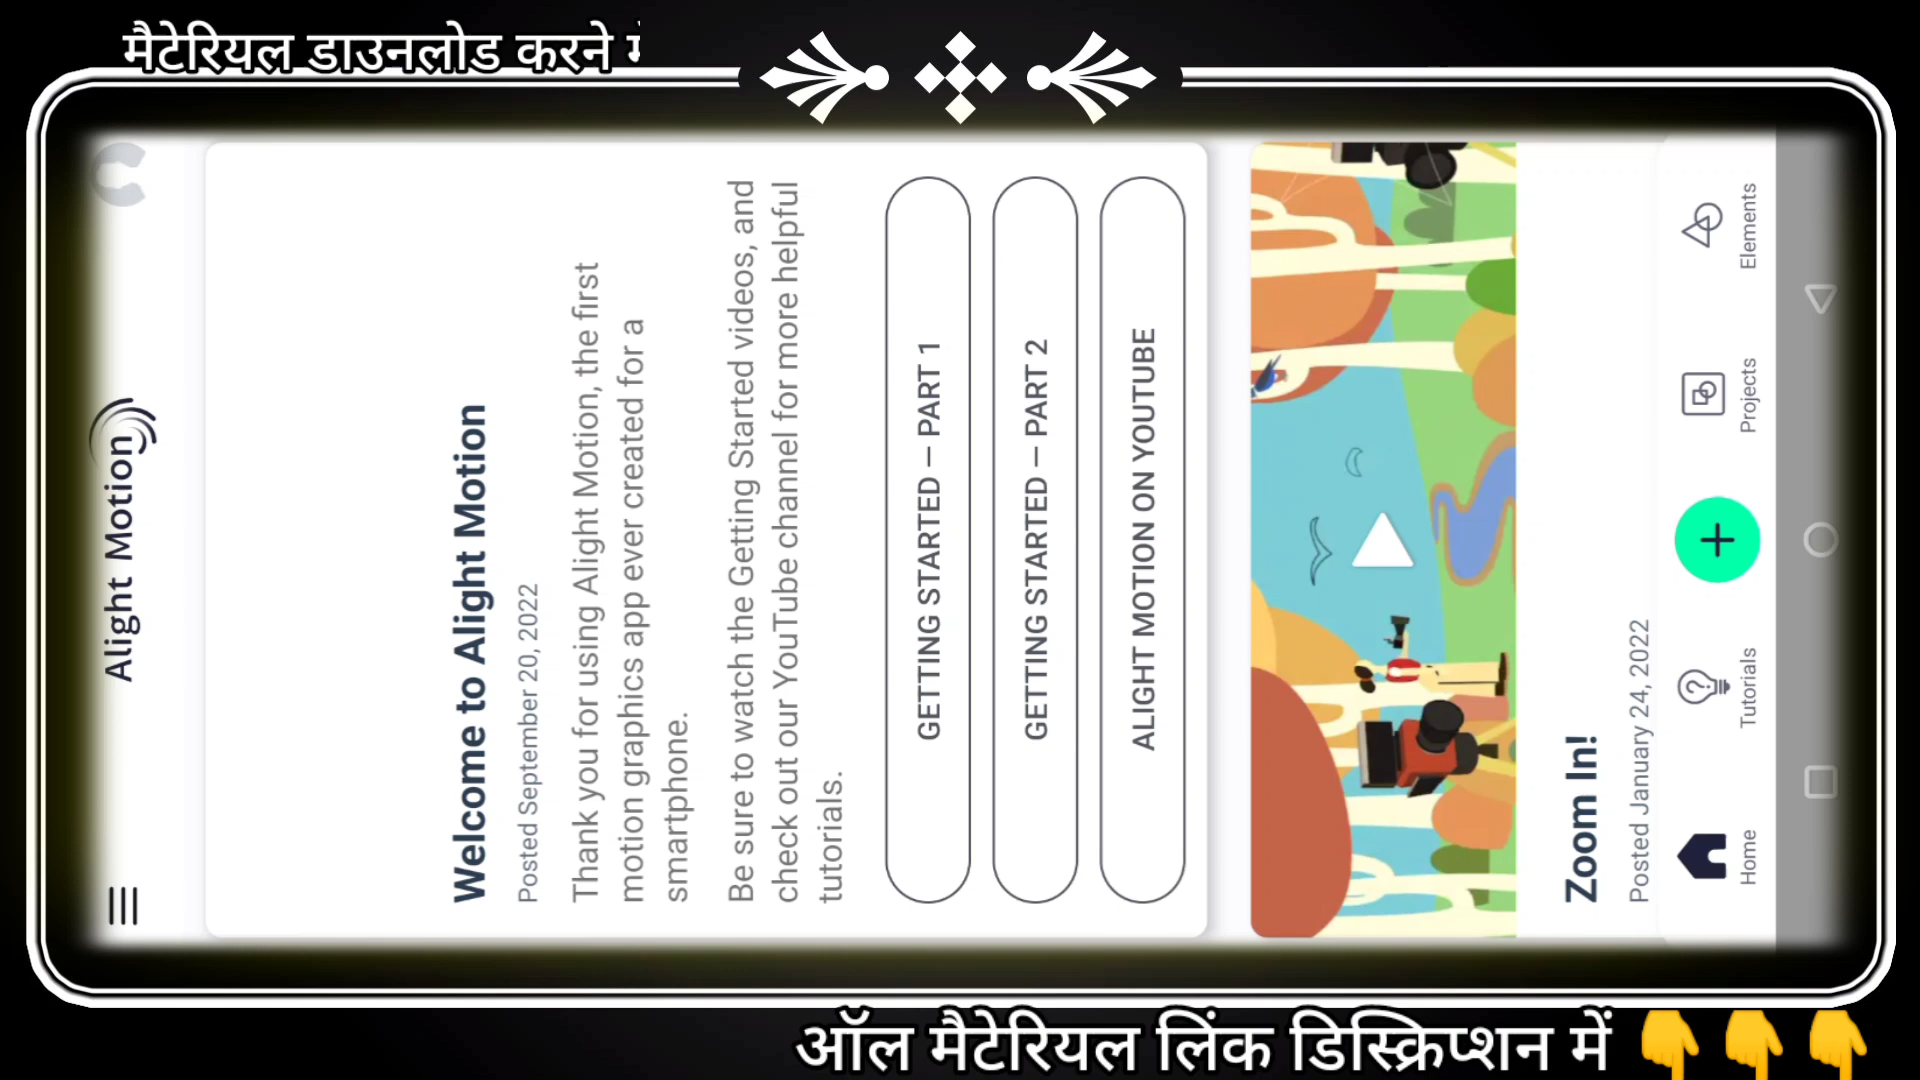 मैटेरियल डाउनलोड करने
Alight Motion
Welcome to Alight Motion
Posted September 20, 2022
Thank you for using Alight Motion, the first
motion graphics app ever created for a
smartphone.
Be sure to watch the Getting Started videos, and
check out our YouTube channel for more helpful
tutorials.
GETTING STARTED – PART 1
GETTING STARTED – PART 2
ALIGHT MOTION ON YOUTUBE
Zoom In!
Posted January 24, 2022
Home
Tutorials
Projects
Elements
ऑल मैटेरियल लिंक डिस्क्रिप्शन में 👇👇👇